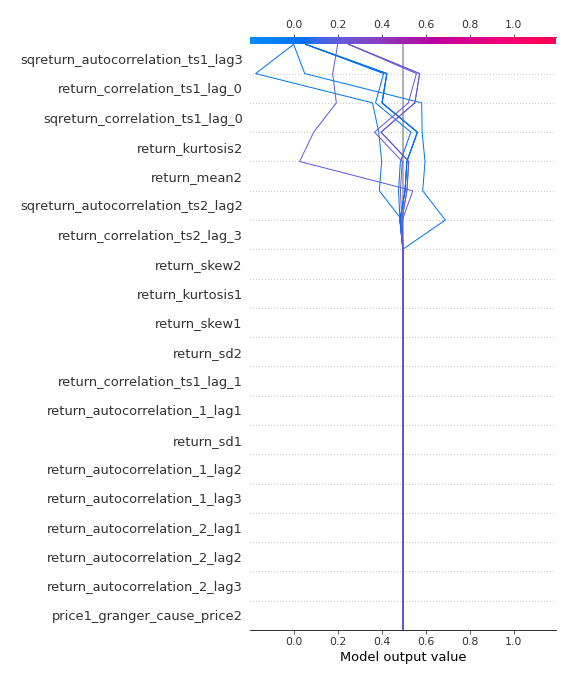 0.0 0.2 0.4 0.6 0.8 1.0
sqreturn_autocorrelation_ts1_lag3
return_correlation_ts1_lag_0
sqreturn_correlation_ts1_lag_0
return_kurtosis2
return_mean2
sqreturn_autocorrelation_ts2_lag2
return_correlation_ts2_lag_3
return_skew2
return_kurtosis1
return_skew1
return_sd2
return_correlation_ts1_lag_1
return_autocorrelation_1_lag1
return_sd1
return_autocorrelation_1_lag2
return_autocorrelation_1_lag3
return_autocorrelation_2_lag1
return_autocorrelation_2_lag2
return_autocorrelation_2_lag3
price1_granger_cause_price2
0.0 0.2 0.4 0.6 0.8 1.0
Model output value